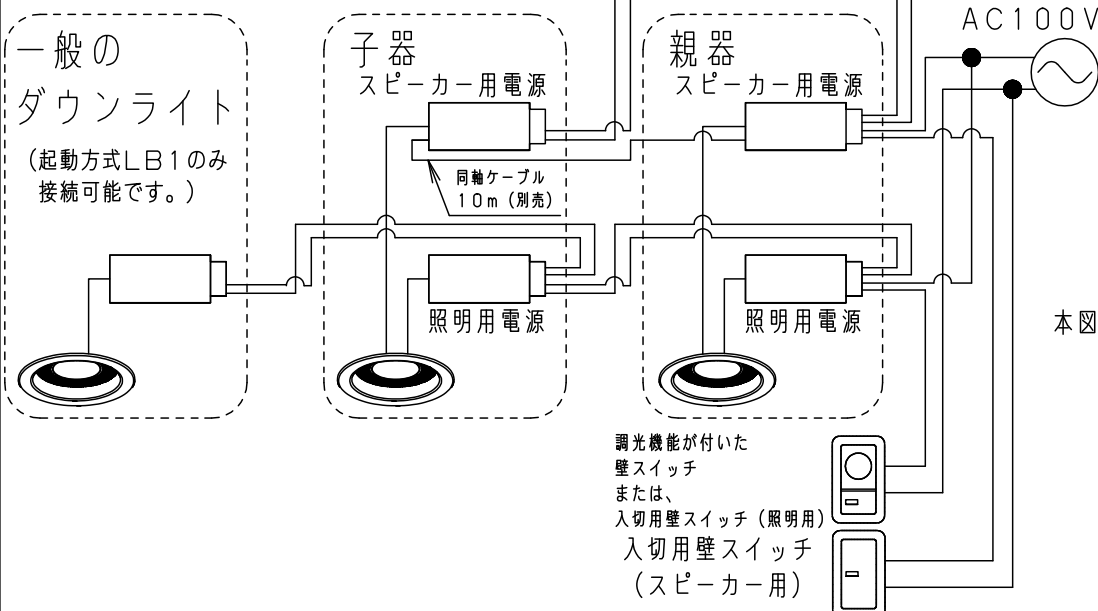 AC100V
一般の
ダウンライト
(起動方式LB1のみ
接続可能です。)
子器
スピーカー用電源
同軸ケーブル
10m(別売)
照明用電源
親器
スピーカー用電源
照明用電源
本図
調光機能が付いた
壁スイッチ
または、
入切用壁スイッチ(照明用)
入切用壁スイッチ
(スピーカー用)